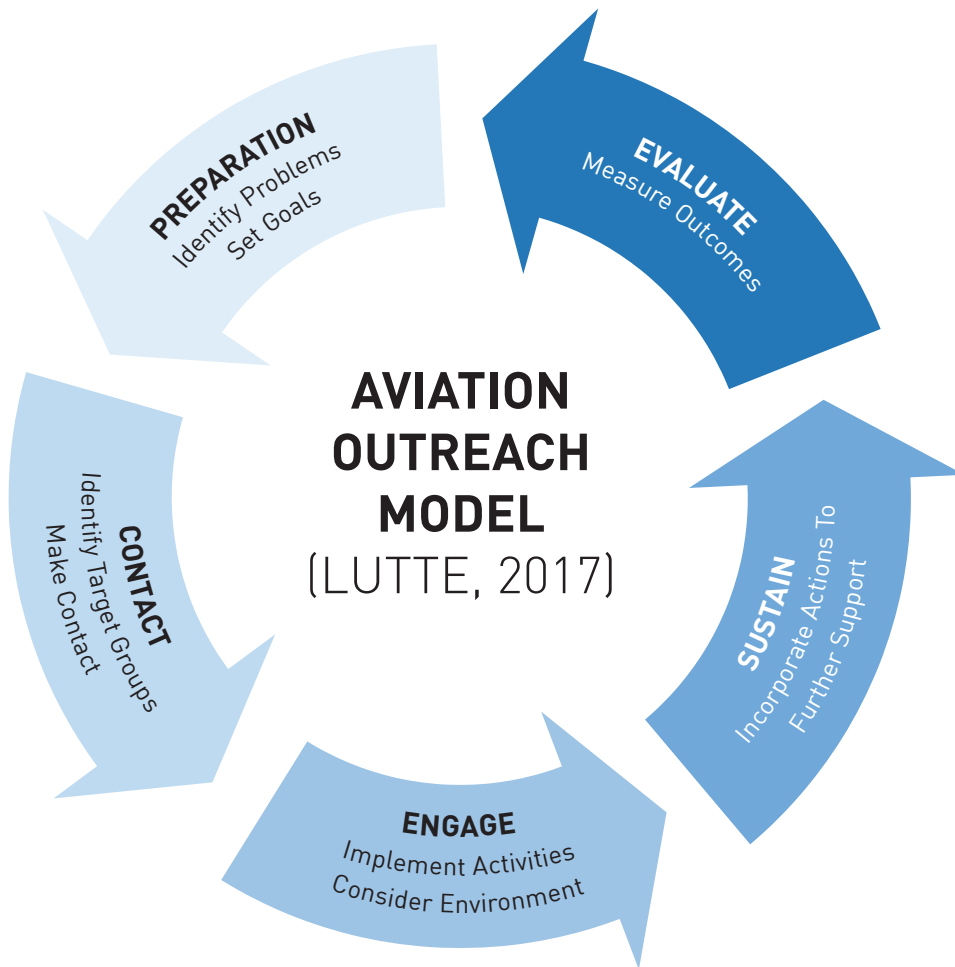 AVIATION
OUTREACH
MODEL
(LUTTE, 2017)
PREPARATION
Identify Problems
Set Goals
CONTACT
Identify Target Groups
Make Contact
ENGAGE
Implement Activities
Consider Environment
SUSTAIN
Incorporate Actions To
Further Support
EVALUATE
Measure Outcomes